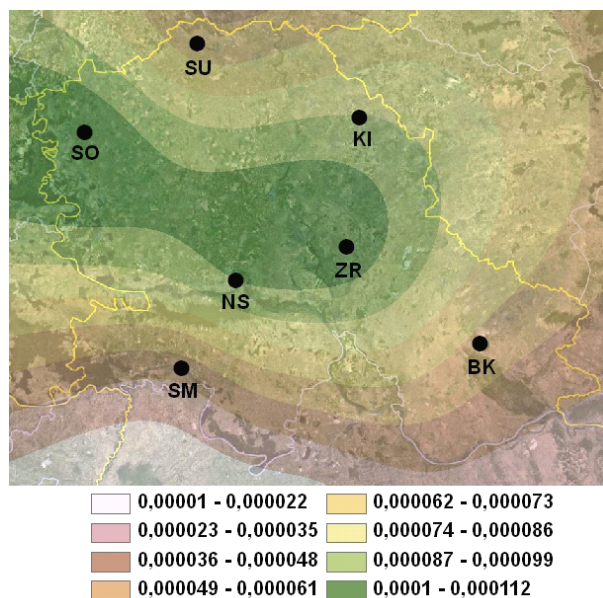 SU
SO
KI
ZR
NS
SM
BK
0,00001 - 0,000022
0,000062 - 0,000073
0,000023 - 0,000035
0,000074 - 0,000086
0,000036 - 0,000048
0,000087 - 0,000099
0,000049 - 0,000061
0,0001 - 0,000112